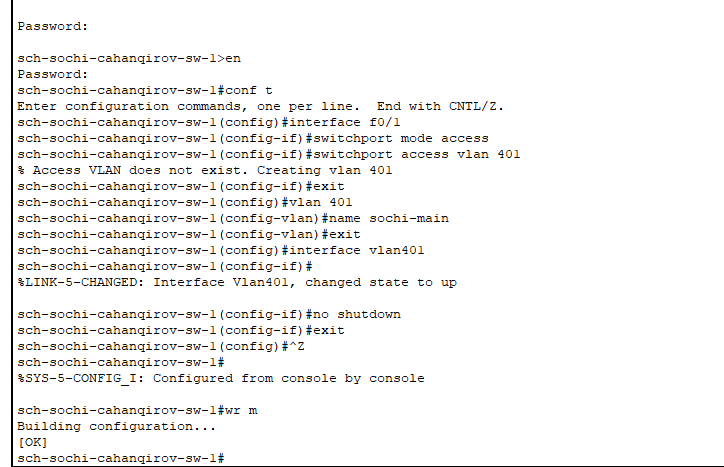 Password:
sch-sochi-cahanqirov-sw-1>en
Password:
sch-sochi-cahanqirov-sw-1#conf t
Enter configuration commands, one per line.  End with CNTL/Z.
sch-sochi-cahanqirov-sw-1(config)#interface f0/1
sch-sochi-cahanqirov-sw-1(config-if)#switchport mode access
sch-sochi-cahanqirov-sw-1(config-if)#switchport access vlan 401
% Access VLAN does not exist. Creating vlan 401
sch-sochi-cahanqirov-sw-1(config-if)#exit
sch-sochi-cahanqirov-sw-1(config)#vlan 401
sch-sochi-cahanqirov-sw-1(config-vlan)#name sochi-main
sch-sochi-cahanqirov-sw-1(config-vlan)#exit
sch-sochi-cahanqirov-sw-1(config)#interface vlan401
sch-sochi-cahanqirov-sw-1(config-if)#
%LINK-5-CHANGED: Interface Vlan401, changed state to up
sch-sochi-cahanqirov-sw-1(config-if)#no shutdown
sch-sochi-cahanqirov-sw-1(config-if)#exit
sch-sochi-cahanqirov-sw-1(config)#^Z
sch-sochi-cahanqirov-sw-1#
%SYS-5-CONFIG_I: Configured from console by console
sch-sochi-cahanqirov-sw-1#wr m
Building configuration...
[OK]
sch-sochi-cahanqirov-sw-1#